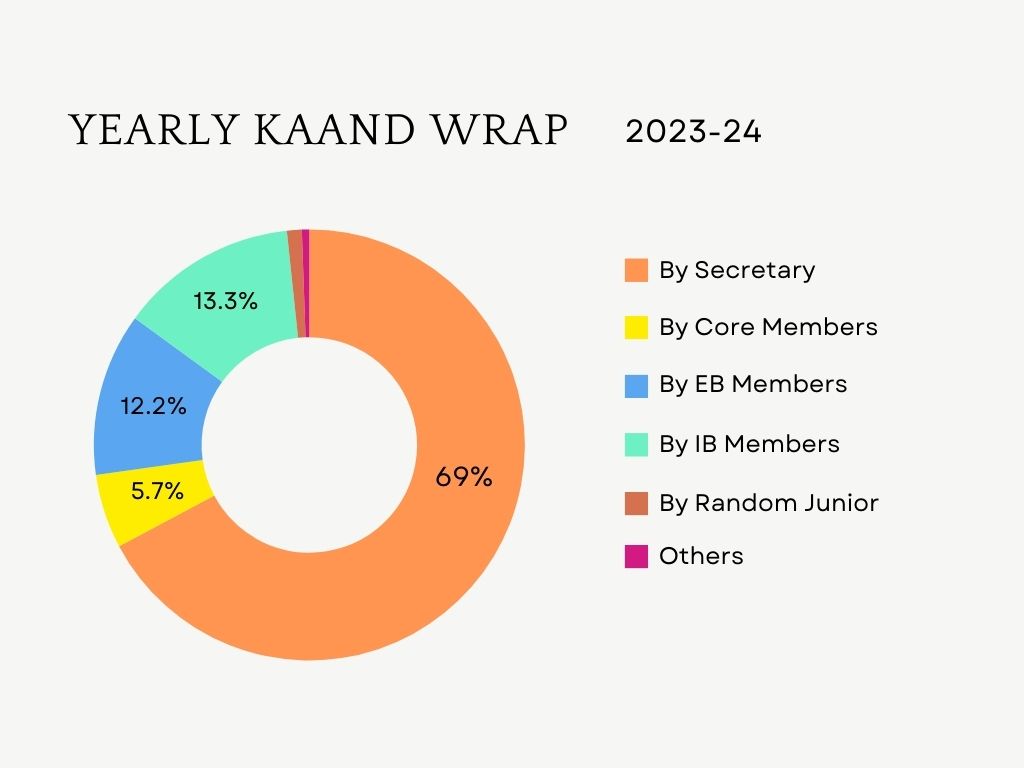 YEARLY KAAND WRAP 2023-24
13.3%
12.2%
5.7%
69%
By Secretary
By Core Members
By EB Members
By IB Members
By Random Junior
Others